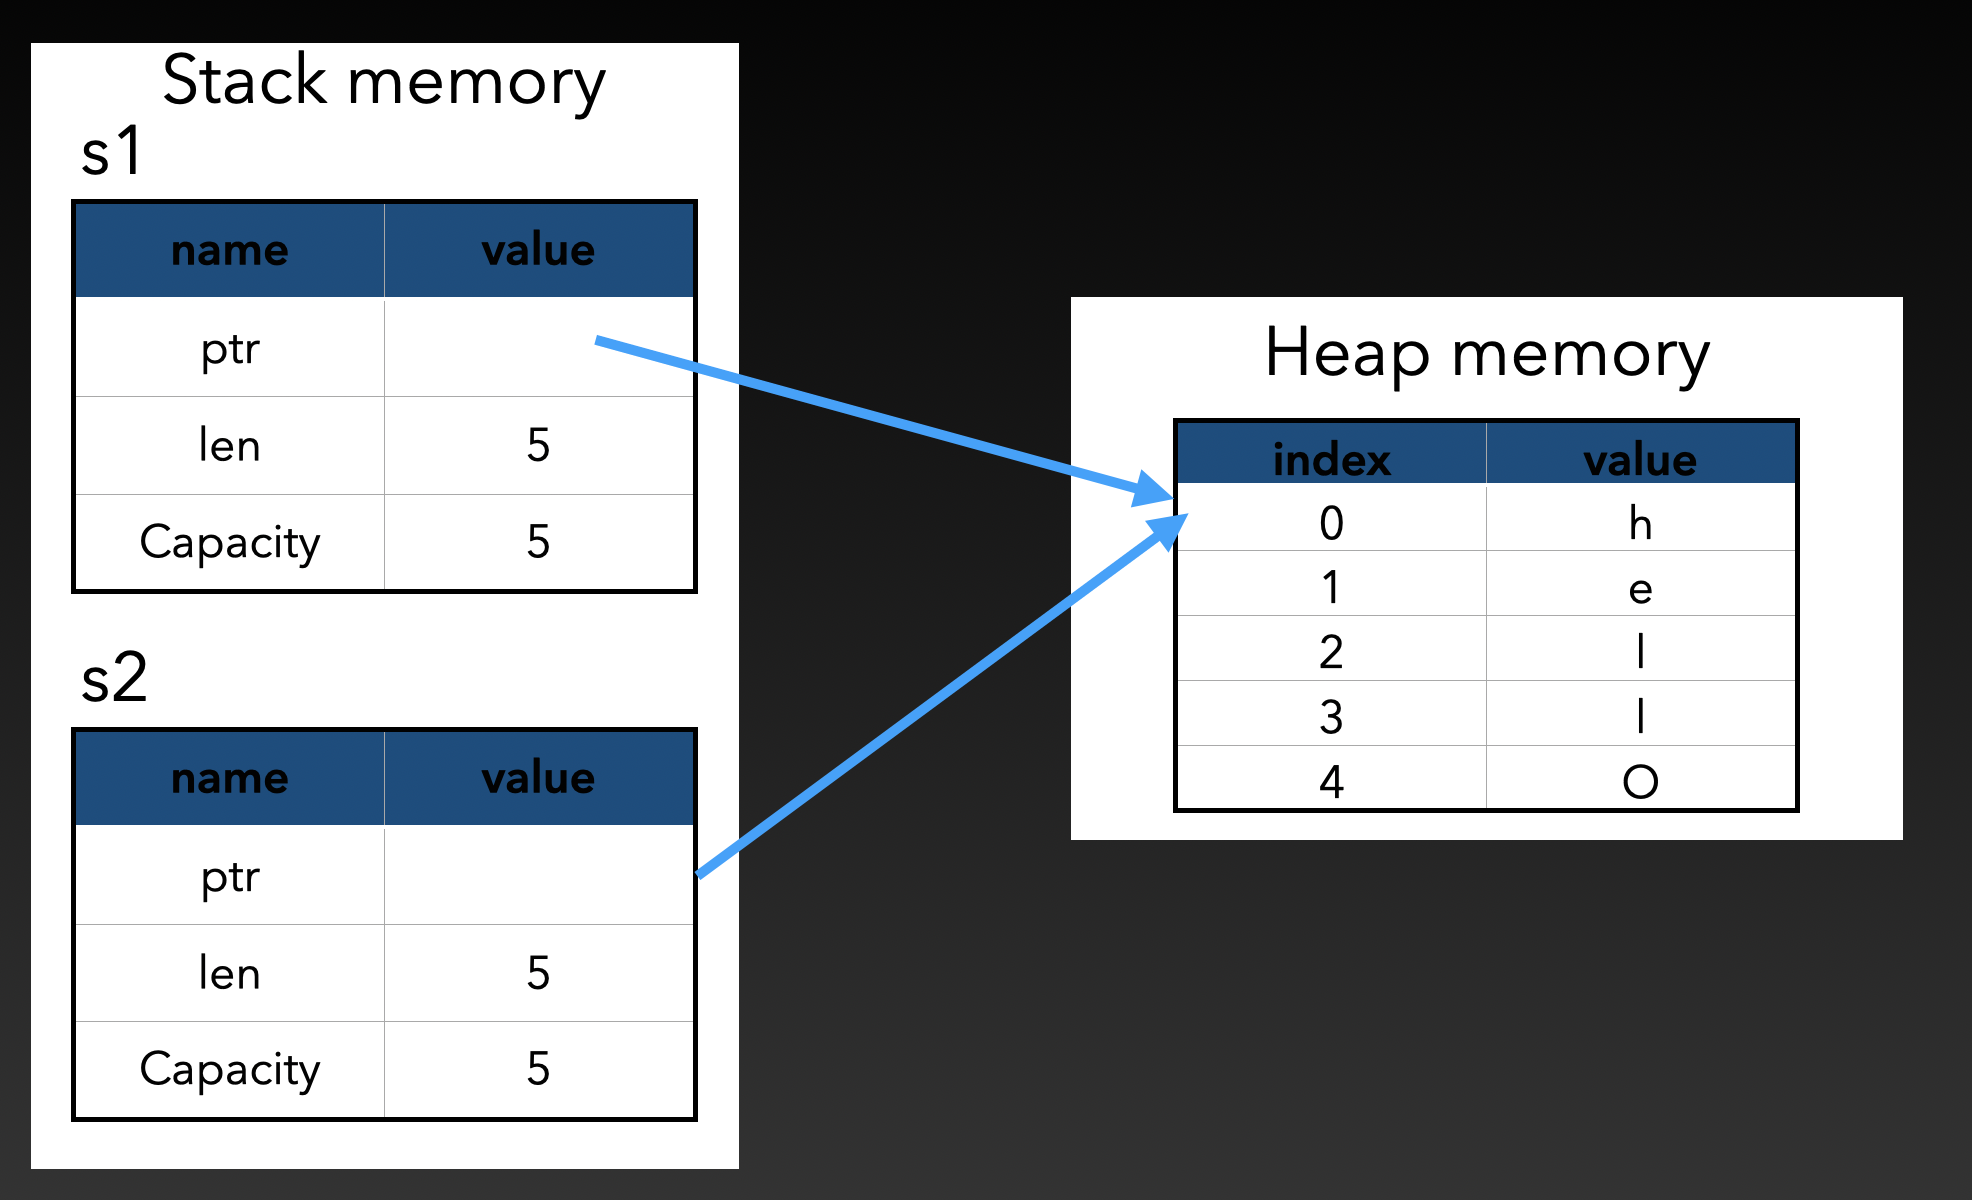 Stack memory
s1
name value
ptr
len 5
Capacity 5
s2
name value
ptr
len 5
Capacity 5
Heap memory
index value
0 h
1 e
2 l
3 l
4 O